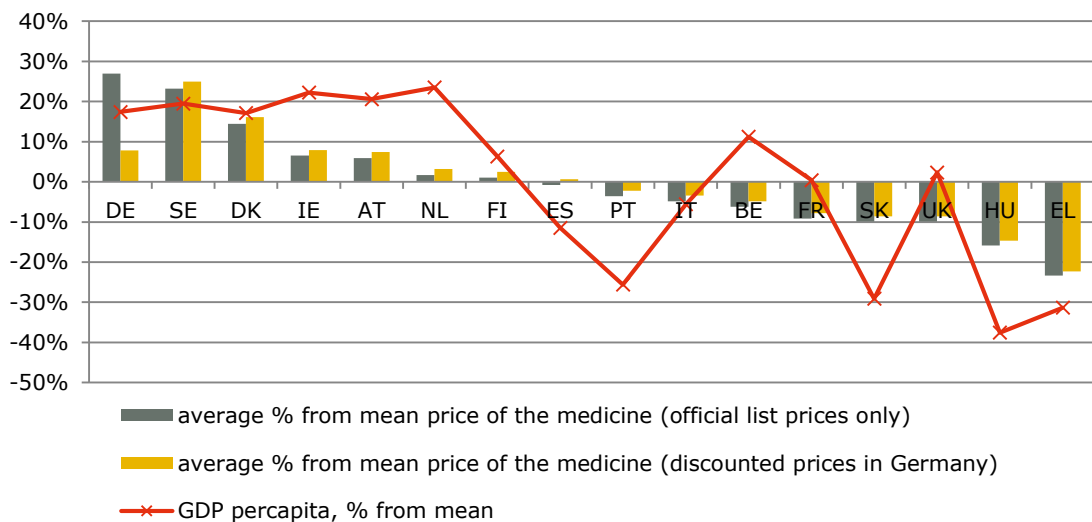 40%
30%
20%
10%
0%
-10%
-20%
-30%
-40%
-50%
DE SE DK IE AT NL FI ES PT IT BE FR SK UK HU EL
average % from mean price of the medicine (official list prices only)
average % from mean price of the medicine (discounted prices in Germany)
GDP percapita, % from mean